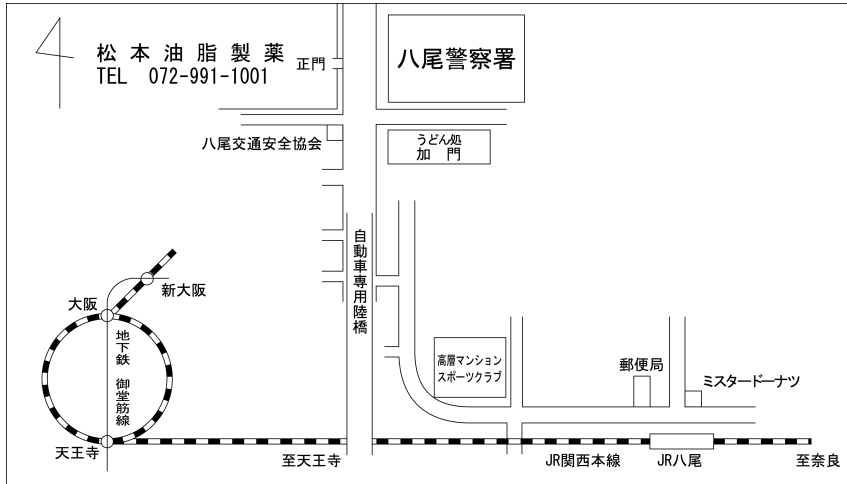 松本油脂製薬
TEL 072-991-1001
正門
八尾警察署
八尾交通安全協会
うどん処
加門
自動車専用陸橋
新大阪
大阪
地下鉄 御堂筋線
天王寺
高層マンション
スポーツクラブ
郵便局
ミスタードーナツ
至天王寺
JR関西本線
JR八尾
至奈良